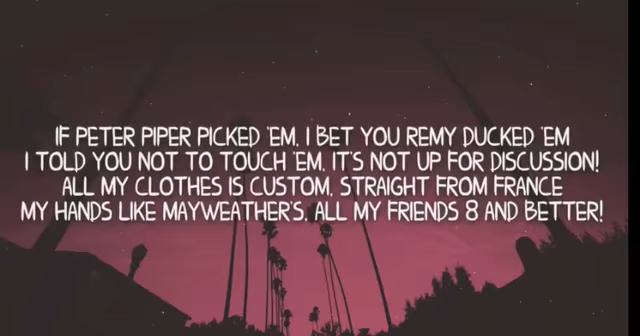 IF PETER PIPER PICKED 'EM, I BET YOU REMY DUCKED 'EM
I TOLD YOU NOT TO TOUCH 'EM, IT'S NOT UP FOR DISCUSSION!
ALL MY CLOTHES IS CUSTOM, STRAIGHT FROM FRANCE
MY HANDS LIKE MAYWEATHER'S, ALL MY FRIENDS 8 AND BETTER!